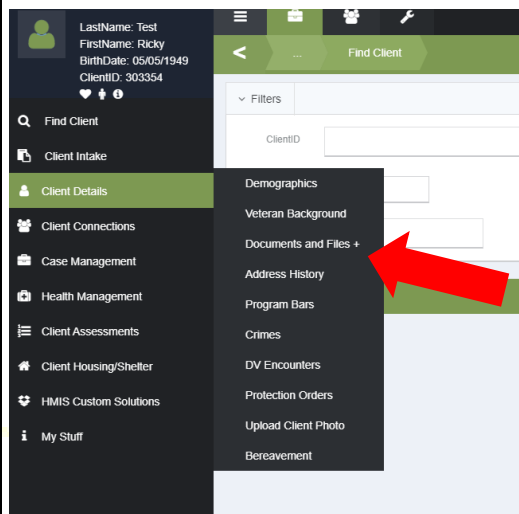 LastName: Test
FirstName: Ricky
BirthDate: 05/05/1949
ClientID: 303354
Find Client
Client Intake
Client Details
Client Connections
Case Management
Health Management
Client Assessments
Client Housing/Shelter
HMIS Custom Solutions
My Stuff
< ... Find Client
Filters
ClientID
Demographics
Veteran Background
Documents and Files +
Address History
Program Bars
Crimes
DV Encounters
Protection Orders
Upload Client Photo
Bereavement